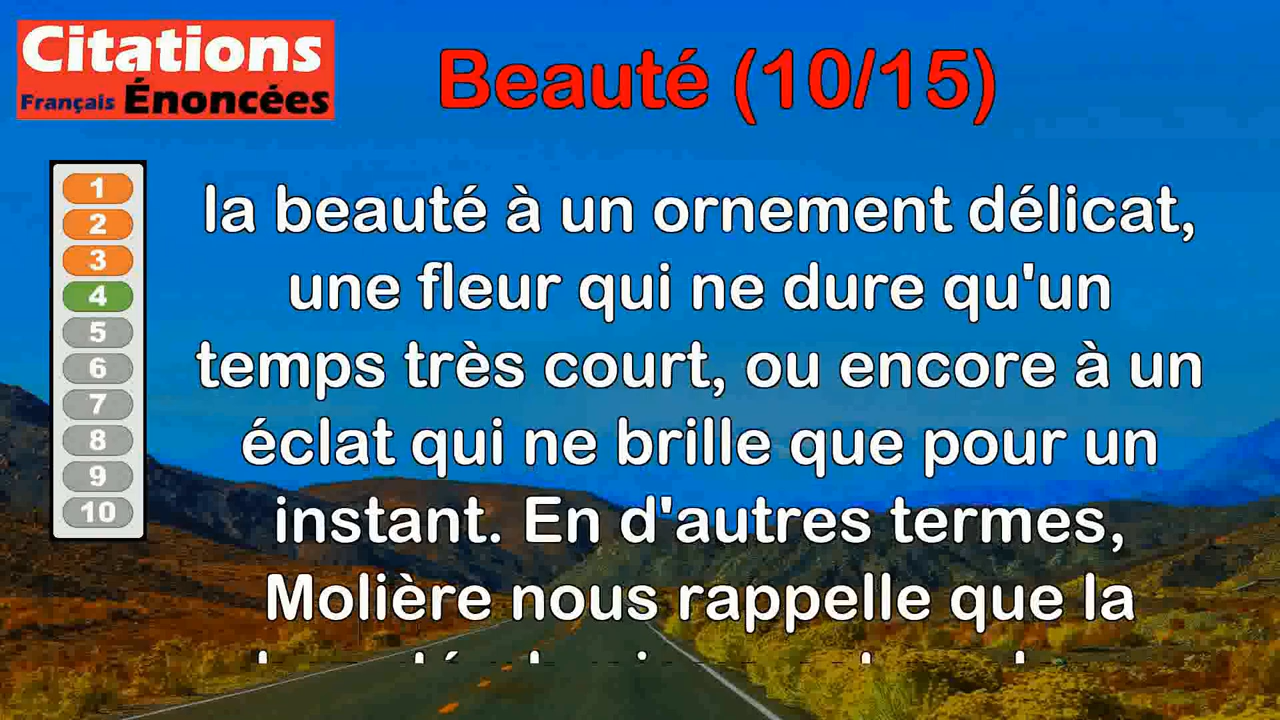 Citations
Français Énoncées
Beauté (10/15)
1
2
3
4
5
6
7
8
9
10
la beauté à un ornement délicat,
une fleur qui ne dure qu'un
temps très court, ou encore à un
éclat qui ne brille que pour un
instant. En d'autres termes,
Molière nous rappelle que la